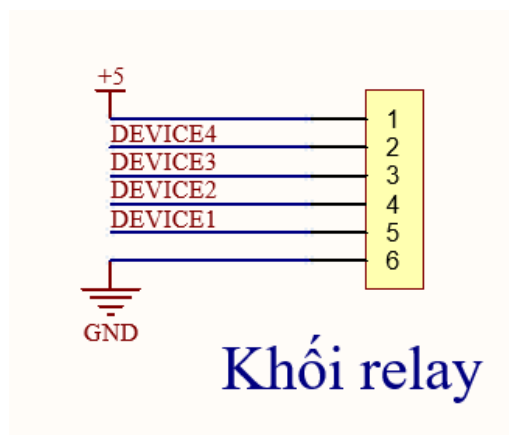 +5
1
DEVICE4
2
DEVICE3
3
DEVICE2
4
DEVICE1
5
6
GND
Khối relay